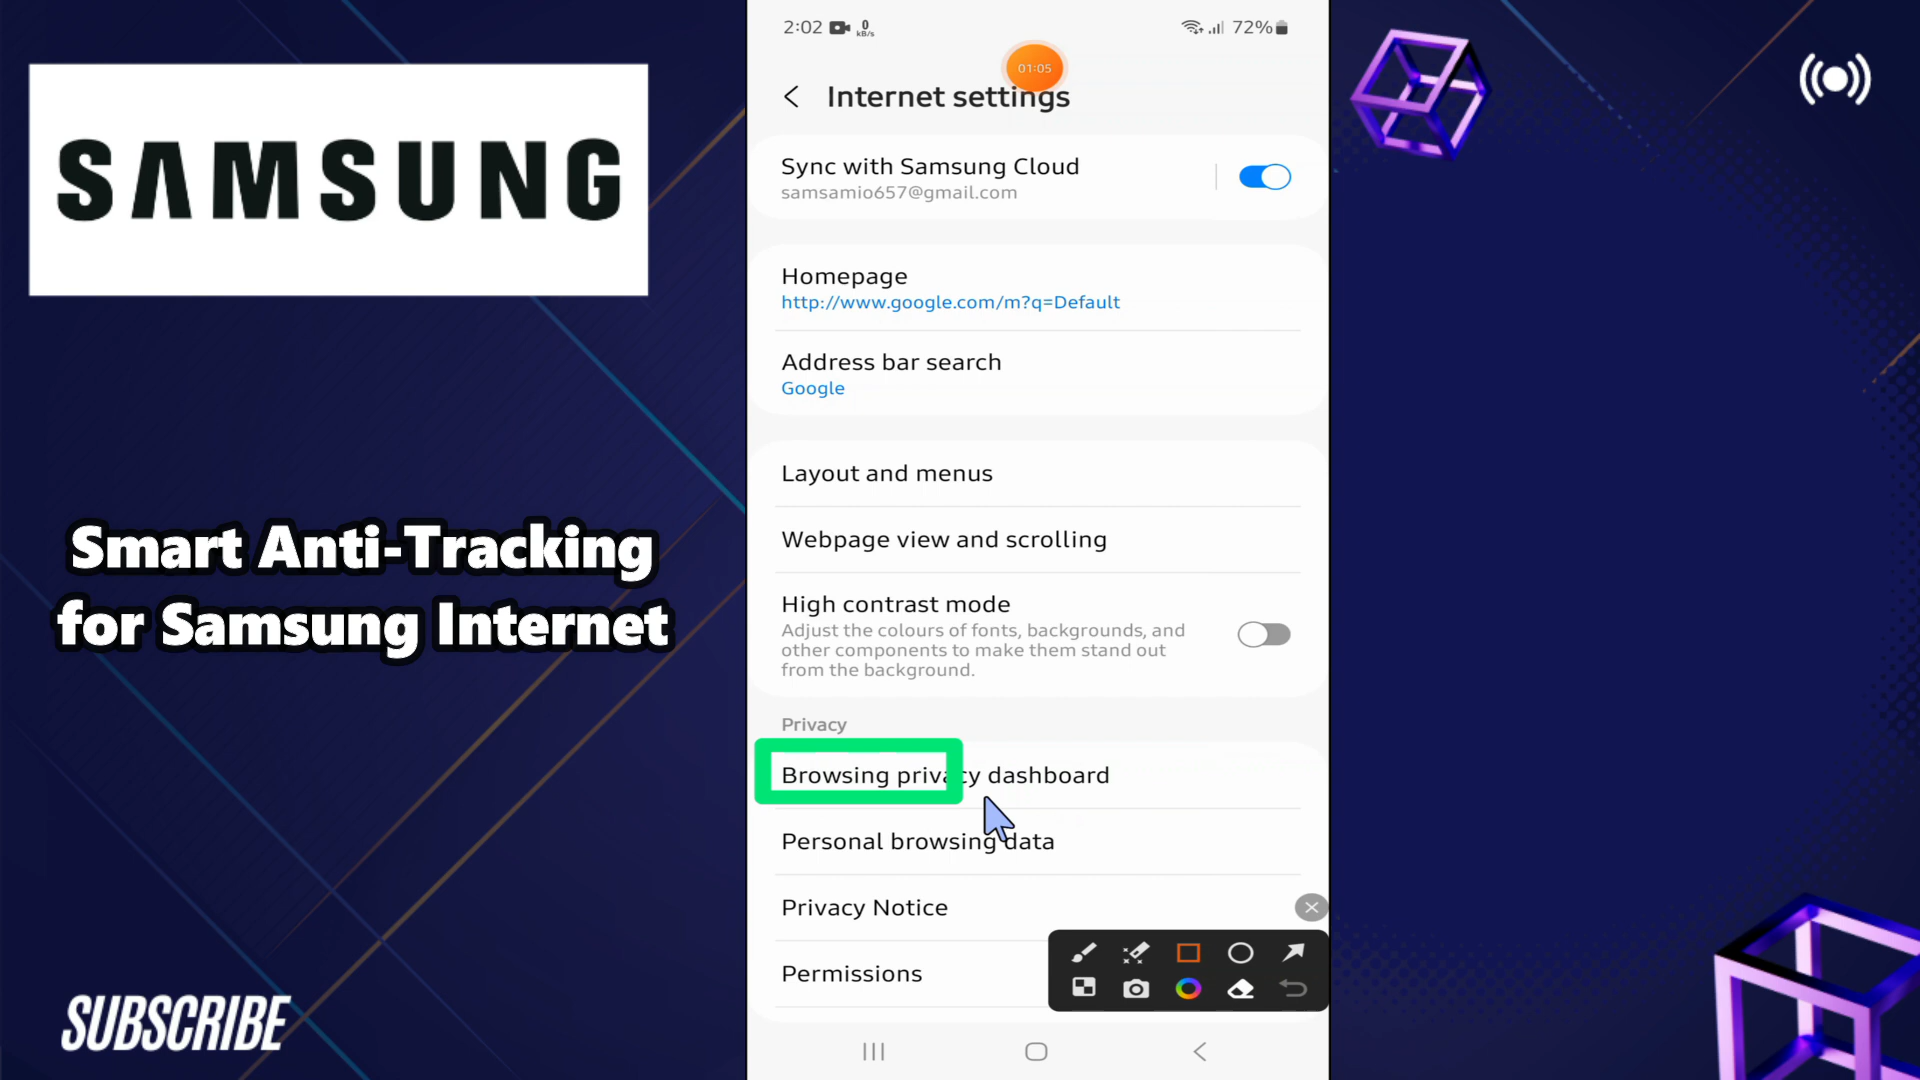 SAMSUNG
Smart Anti-Tracking
for Samsung Internet
SUBSCRIBE
2:02
0
kB/s
72%
01:05
Internet settings
Sync with Samsung Cloud
samsamio657@gmail.com
Homepage
http://www.google.com/m?q=Default
Address bar search
Google
Layout and menus
Webpage view and scrolling
High contrast mode
Adjust the colours of fonts, backgrounds, and
other components to make them stand out
from the background.
Privacy
Browsing privacy dashboard
Personal browsing data
Privacy Notice
Permissions